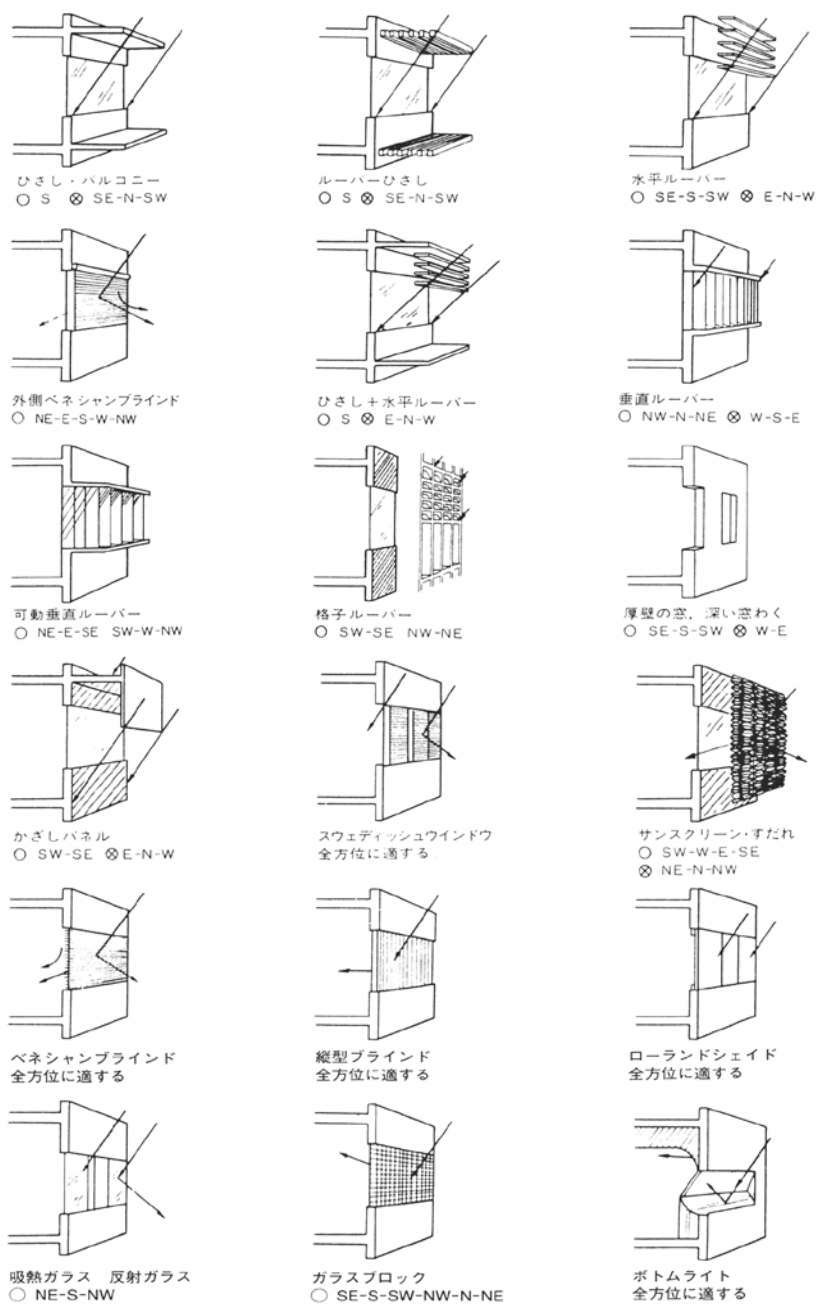 ひさし・バルコニー
○ S ⊗ SE-N-SW
ルーバーひさし
○ S ⊗ SE-N-SW
水平ルーバー
○ SE-S-SW ⊗ E-N-W
外側ベネシャンブラインド
○ NE-E-S-W-NW
ひさし+水平ルーバー
○ S ⊗ E-N-W
垂直ルーバー
○ NW-N-NE ⊗ W-S-E
可動垂直ルーバー
○ NE-E-SE SW-W-NW
格子ルーバー
○ SW-SE NW-NE
厚壁の窓，深い窓わく
○ SE-S-SW ⊗ W-E
かざしパネル
○ SW-SE ⊗E-N-W
スウェディッシュウインドウ
全方位に適する
サンスクリーン・すだれ
○ SW-W-E-SE
⊗ NE-N-NW
ベネシャンブラインド
全方位に適する
縦型ブラインド
全方位に適する
ローランドシェイド
全方位に適する
吸熱ガラス 反射ガラス
○ NE-S-NW
ガラスブロック
○ SE-S-SW-NW-N-NE
ボトムライト
全方位に適する